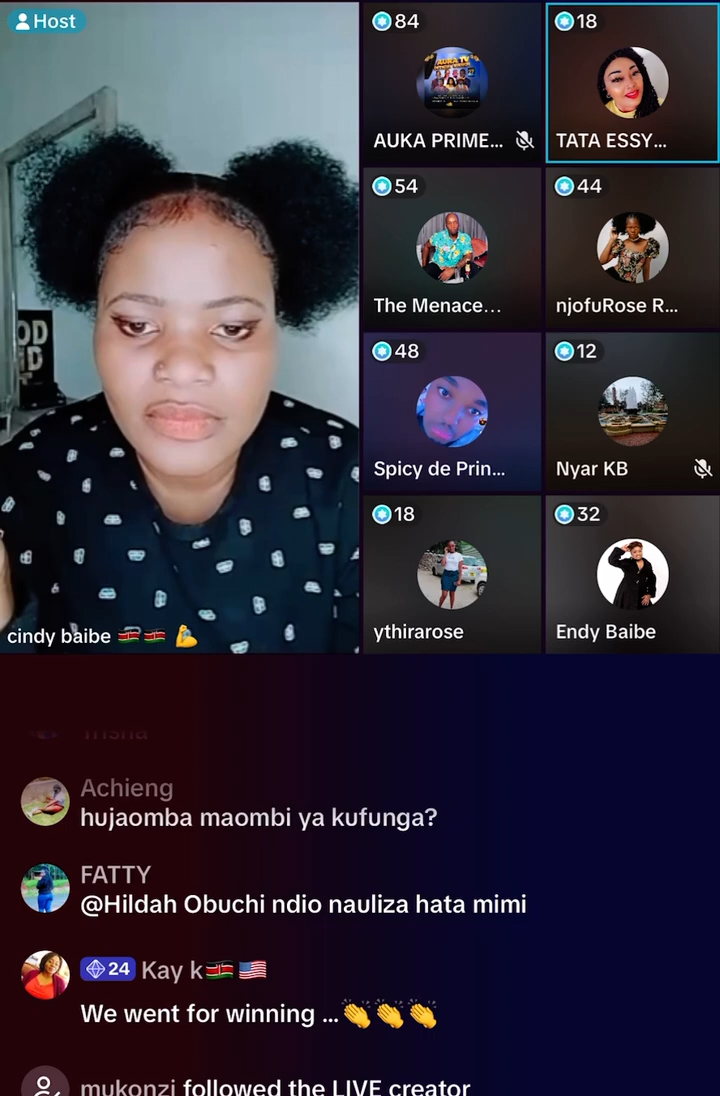 Host
84
AUKA PRIME...
18
TATA ESSY...
54
The Menace...
44
njofuRose R...
48
Spicy de Prin...
12
Nyar KB
18
ythirarose
32
Endy Baibe
cindy baibe 🇰🇪🇰🇪 💪
Trisha
Achieng
hujaomba maombi ya kufunga?
FATTY
@Hildah Obuchi ndio nauliza hata mimi
24 Kay k🇰🇪🇺🇸
We went for winning ...👏👏👏
mukonzi followed the LIVE creator